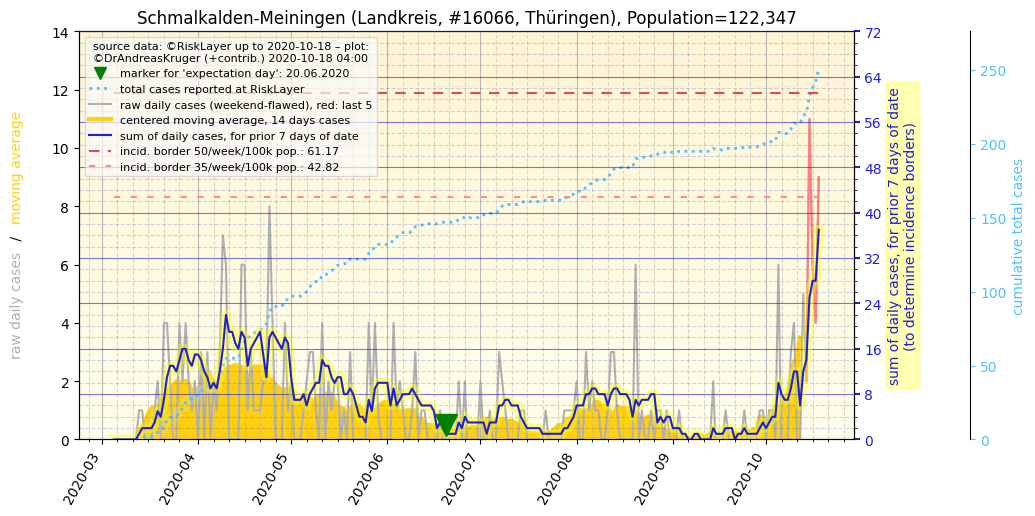 Schmalkalden-Meiningen (Landkreis, #16066, Thüringen), Population=122,347
source data: ©RiskLayer up to 2020-10-18 – plot:
©DrAndreasKruger (+contrib.) 2020-10-18 04:00
marker for 'expectation day': 20.06.2020
total cases reported at RiskLayer
raw daily cases (weekend-flawed), red: last 5
centered moving average, 14 days cases
sum of daily cases, for prior 7 days of date
incid. border 50/week/100k pop.: 61.17
incid. border 35/week/100k pop.: 42.82
raw daily cases / moving average
14
12
10
8
6
4
2
0
72
64
56
48
40
32
24
16
8
0
sum of daily cases, for prior 7 days of date
(to determine incidence borders)
250
200
150
100
50
0
cumulative total cases
2020-03
2020-04
2020-05
2020-06
2020-07
2020-08
2020-09
2020-10